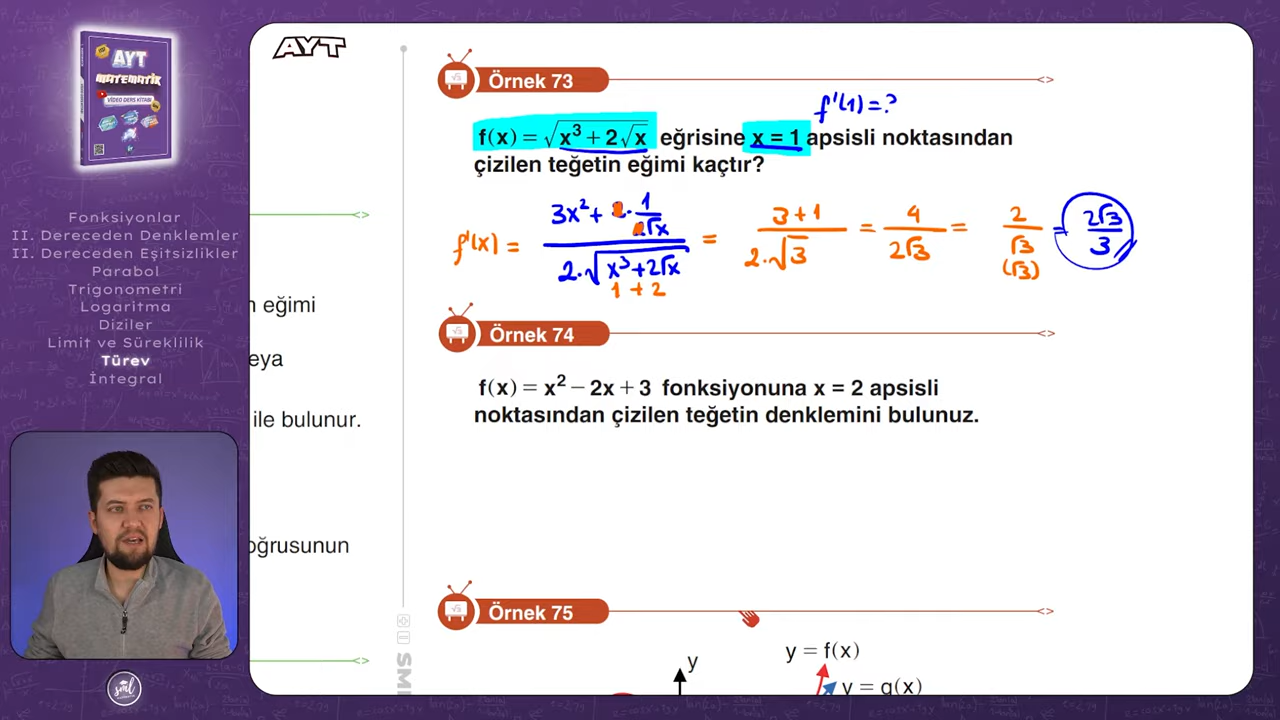 AYT
MATEMATİK
VİDEO DERS KİTABI
Fonksiyonlar
II. Dereceden Denklemler
II. Dereceden Eşitsizlikler
Parabol
Trigonometri
Logaritma
Diziler
Limit ve Süreklilik
Türev
İntegral
sml
AYT
n eğimi
eya
ile bulunur.
oğrusunun
SMI
Örnek 73
f'(1)=?
f(x) = √(x³ + 2√x) eğrisine x = 1 apsisli noktasından
çizilen teğetin eğimi kaçtır?
f'(x) = (3x² + 2·1/(2√x)) / (2·√(x³+2√x)) = (3+1)/(2·√3) = 4/(2√3) = 2/√3 = 2√3/3
(√3)
1 + 2
Örnek 74
f(x) = x² − 2x + 3 fonksiyonuna x = 2 apsisli
noktasından çizilen teğetin denklemini bulunuz.
Örnek 75
y
y = f(x)
y = g(x)